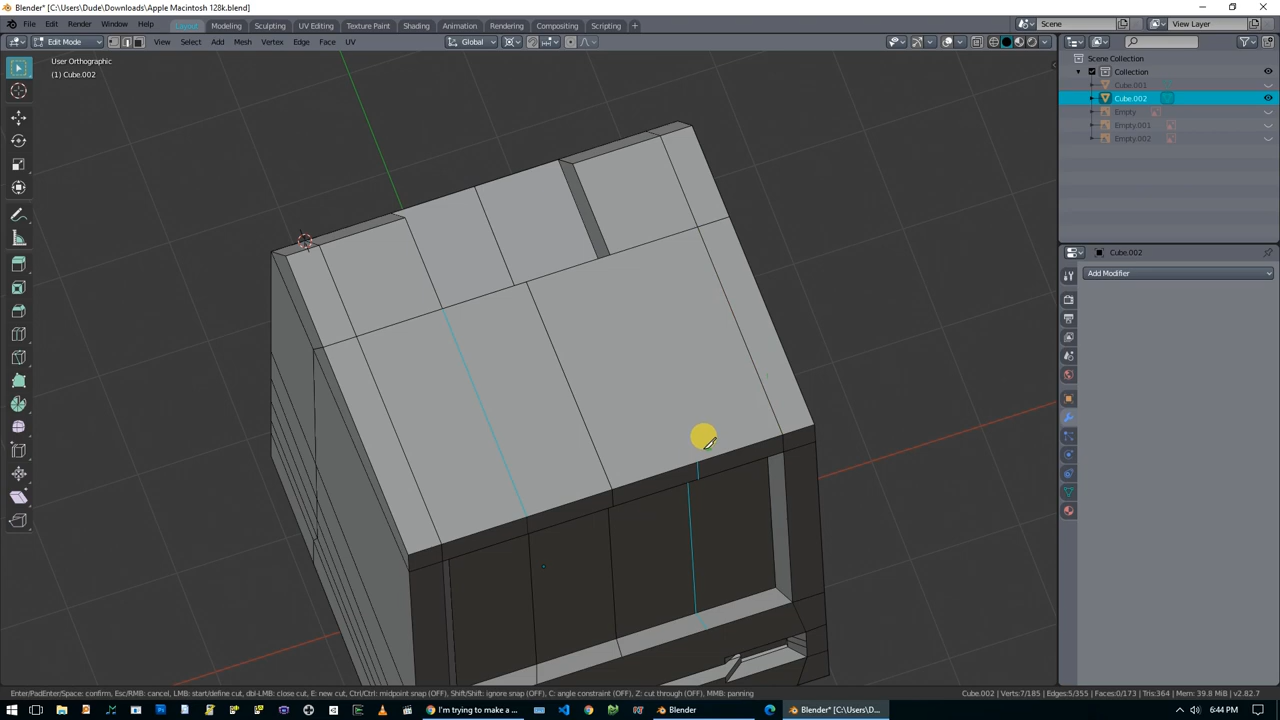 Blender* [C:\Users\Dude\Downloads\Apple Macintosh 128k.blend]
File Edit Render Window Help Layout Modeling Sculpting UV Editing Texture Paint Shading Animation Rendering Compositing Scripting + Scene View Layer
Edit Mode View Select Add Mesh Vertex Edge Face UV Global
User Orthographic
(1) Cube.002
Scene Collection
Collection
Cube.001
Cube.002
Empty
Empty.001
Empty.002
Cube.002
Add Modifier
Enter/PadEnter/Space: confirm, Esc/RMB: cancel, LMB: start/define cut, dbl-LMB: close cut, E: new cut, Ctrl/Ctrl: midpoint snap (OFF), Shift/Shift: ignore snap (OFF), C: angle constraint (OFF), Z: cut through (OFF), MMB: panning
Cube.002 | Verts:7/185 | Edges:5/355 | Faces:0/173 | Tris:364 | Mem: 39.8 MiB | v2.82.7
I'm trying to make a ... Blender Blender* [C:\Users\D... 6:44 PM